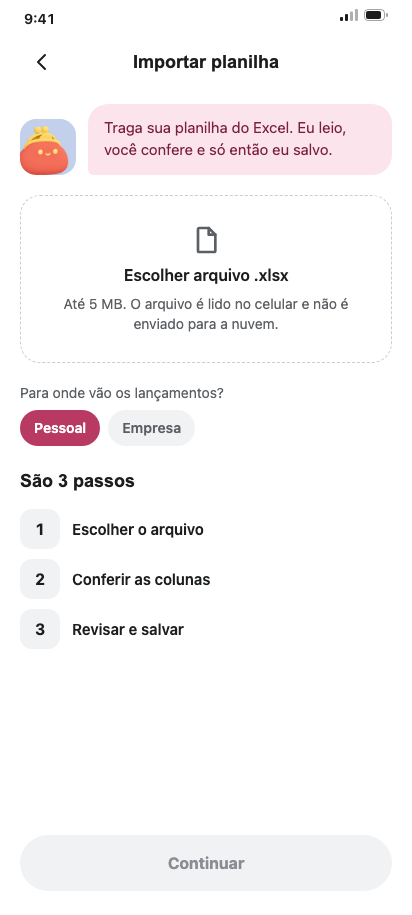 9:41
Importar planilha
Traga sua planilha do Excel. Eu leio,
você confere e só então eu salvo.
Escolher arquivo .xlsx
Até 5 MB. O arquivo é lido no celular e não é
enviado para a nuvem.
Para onde vão os lançamentos?
Pessoal
Empresa
São 3 passos
1
Escolher o arquivo
2
Conferir as colunas
3
Revisar e salvar
Continuar